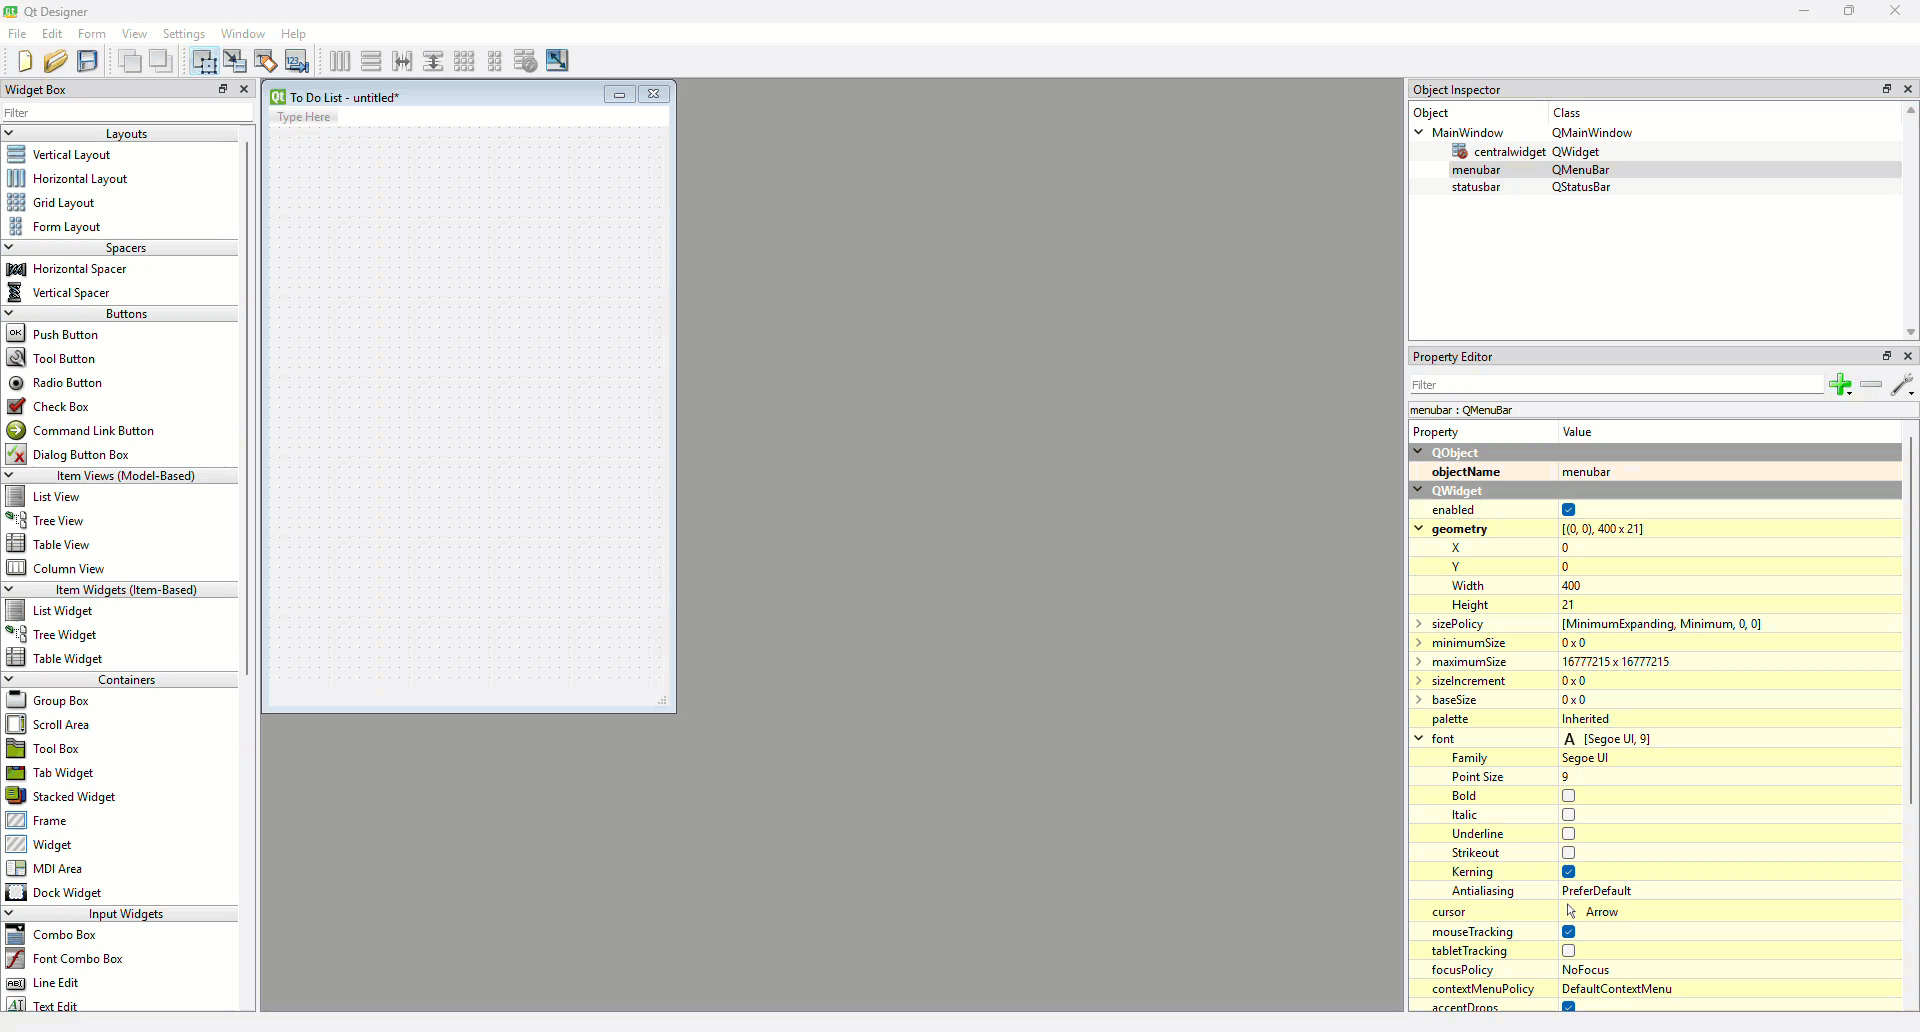 Qt Designer
File Edit Form View Settings Window Help
Widget Box
Filter
Layouts
Vertical Layout
Horizontal Layout
Grid Layout
Form Layout
Spacers
Horizontal Spacer
Vertical Spacer
Buttons
OK Push Button
Tool Button
Radio Button
Check Box
Command Link Button
Dialog Button Box
Item Views (Model-Based)
List View
Tree View
Table View
Column View
Item Widgets (Item-Based)
List Widget
Tree Widget
Table Widget
Containers
Group Box
Scroll Area
Tool Box
Tab Widget
Stacked Widget
Frame
Widget
MDI Area
Dock Widget
Input Widgets
Combo Box
Font Combo Box
Line Edit
Text Edit
Qt To Do List - untitled*
Type Here
Object Inspector
Object Class
MainWindow QMainWindow
centralwidget QWidget
menubar QMenuBar
statusbar QStatusBar
Property Editor
Filter
menubar : QMenuBar
Property Value
QObject
objectName menubar
QWidget
enabled
geometry [(0, 0), 400 x 21]
X 0
Y 0
Width 400
Height 21
sizePolicy [MinimumExpanding, Minimum, 0, 0]
minimumSize 0 x 0
maximumSize 16777215 x 16777215
sizeIncrement 0 x 0
baseSize 0 x 0
palette Inherited
font A [Segoe UI, 9]
Family Segoe UI
Point Size 9
Bold
Italic
Underline
Strikeout
Kerning
Antialiasing PreferDefault
cursor Arrow
mouseTracking
tabletTracking
focusPolicy NoFocus
contextMenuPolicy DefaultContextMenu
acceptDrops